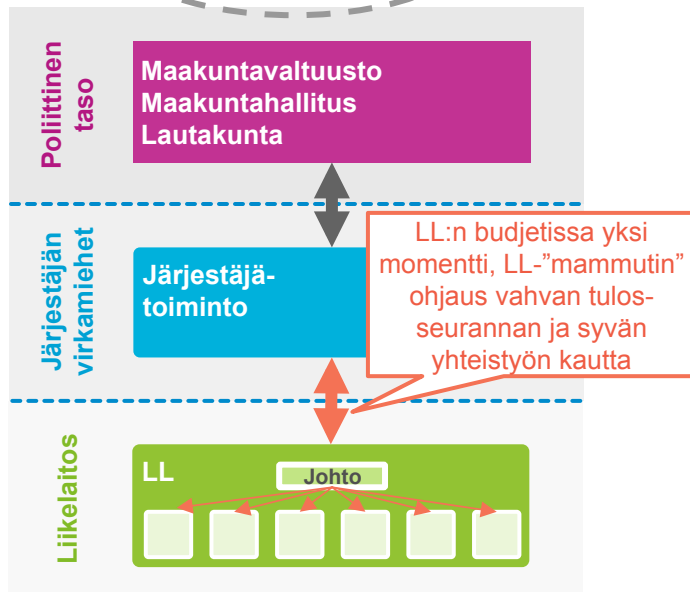 Poliittinen
taso
Maakuntavaltuusto
Maakuntahallitus
Lautakunta
Järjestäjän
virkamiehet
Järjestäjä-
toiminto
LL:n budjetissa yksi
momentti, LL-”mammutin”
ohjaus vahvan tulos-
seurannan ja syvän
yhteistyön kautta
Liikelaitos
LL
Johto